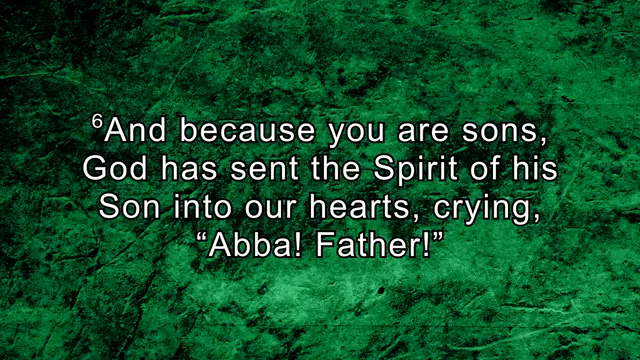 ⁶And because you are sons,
God has sent the Spirit of his
Son into our hearts, crying,
“Abba! Father!”